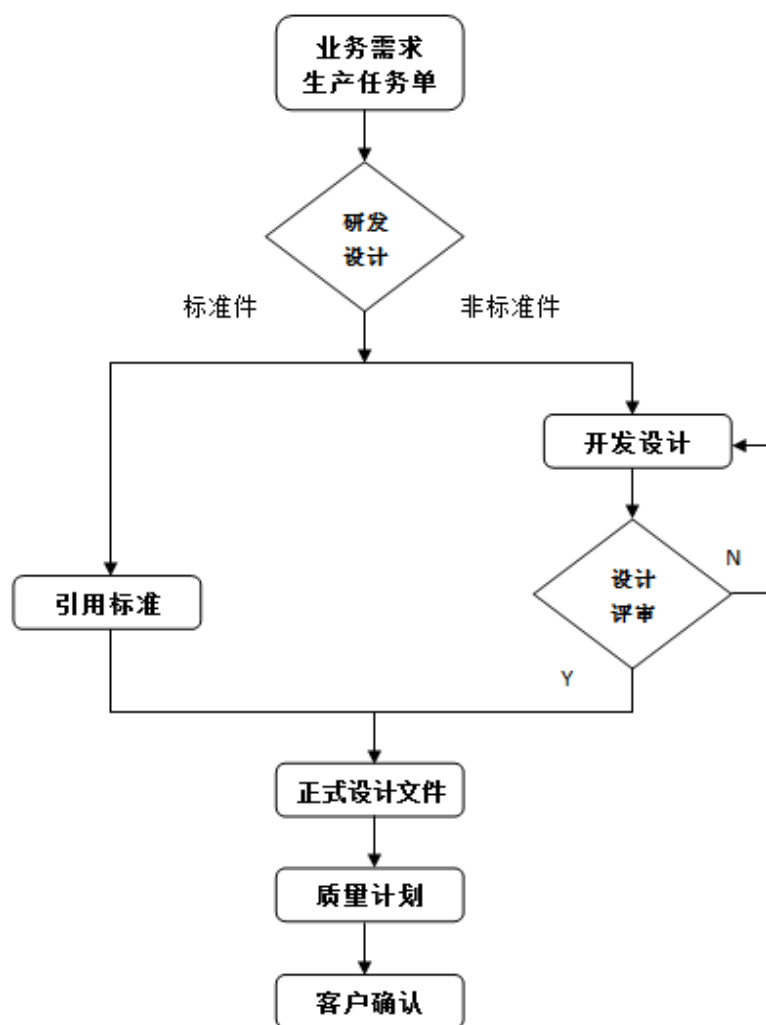 业务需求
生产任务单
研发
设计
标准件
非标准件
开发设计
设计
评审
N
引用标准
Y
正式设计文件
质量计划
客户确认